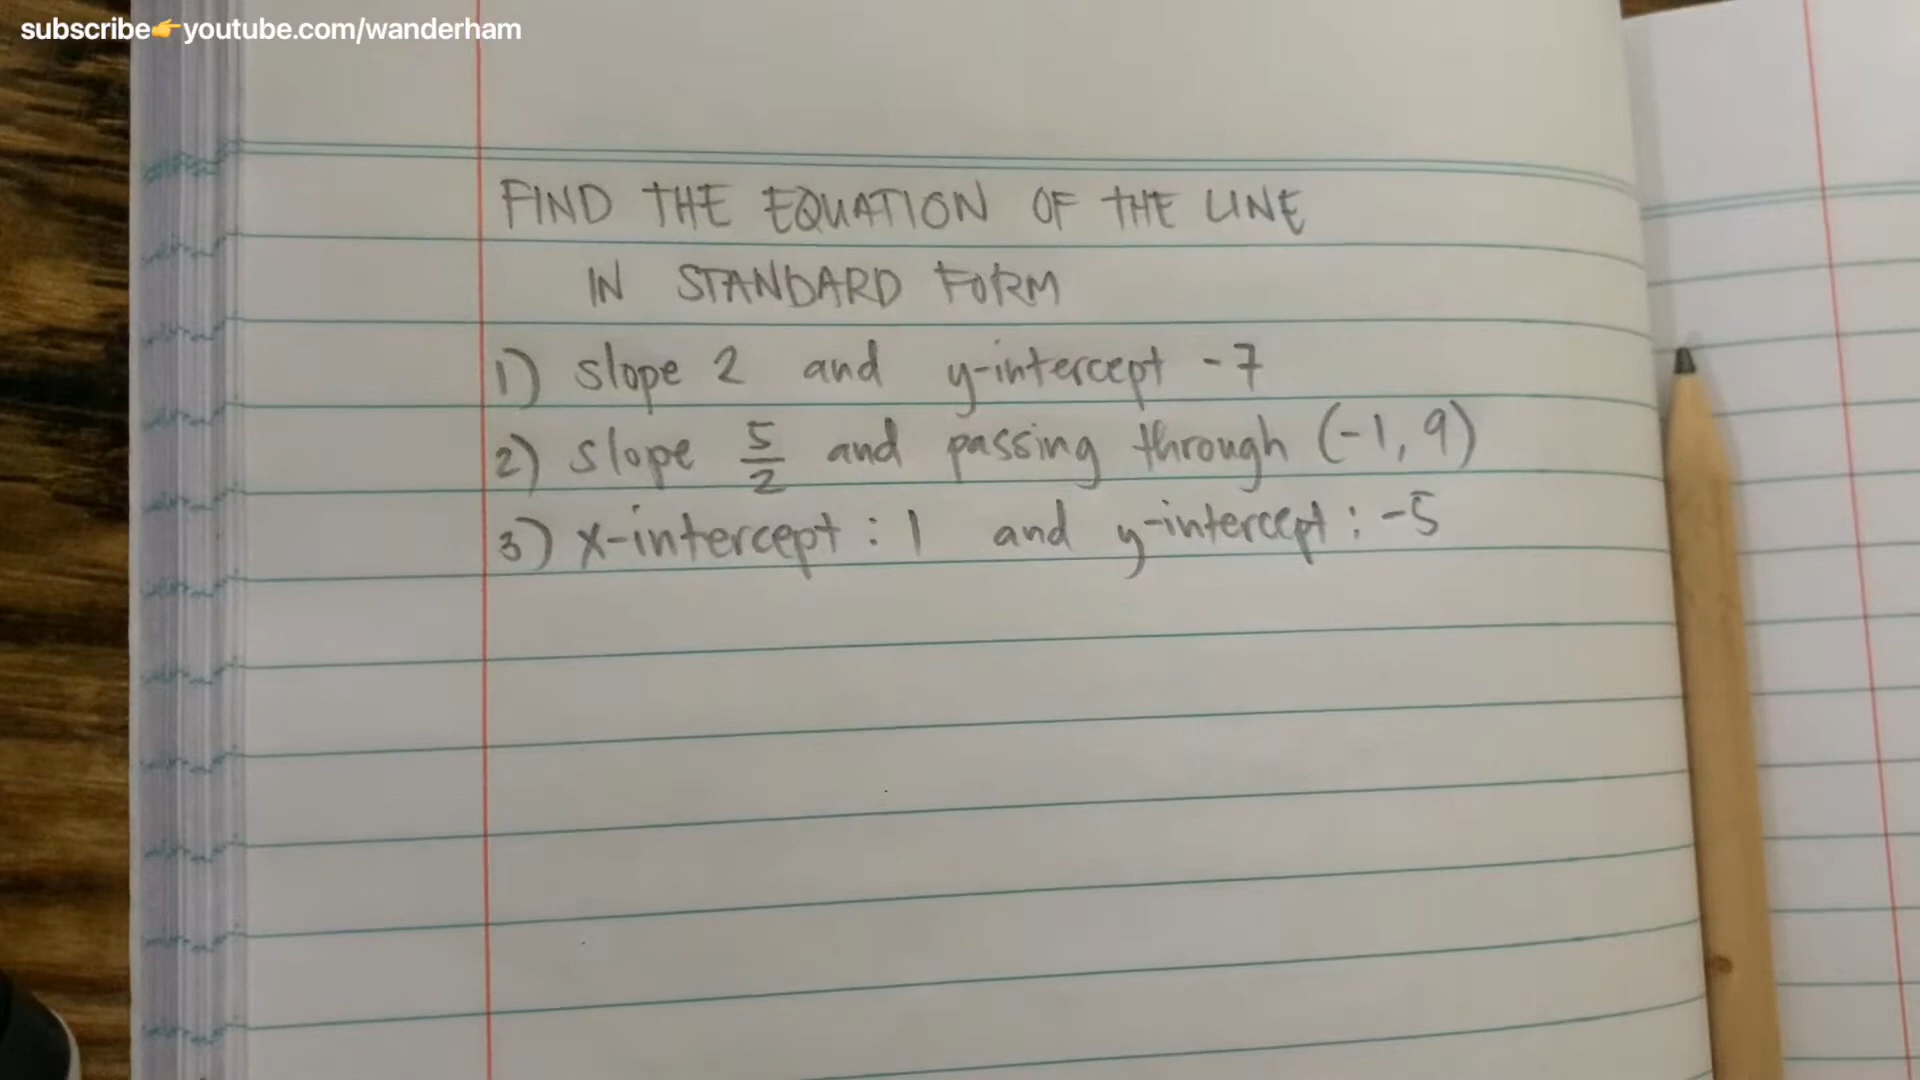 subscribe👉youtube.com/wanderham
FIND THE EQUATION OF THE LINE
IN STANDARD FORM
1) slope 2 and y-intercept -7
2) slope 5/2 and passing through (-1, 9)
3) x-intercept : 1 and y-intercept : -5